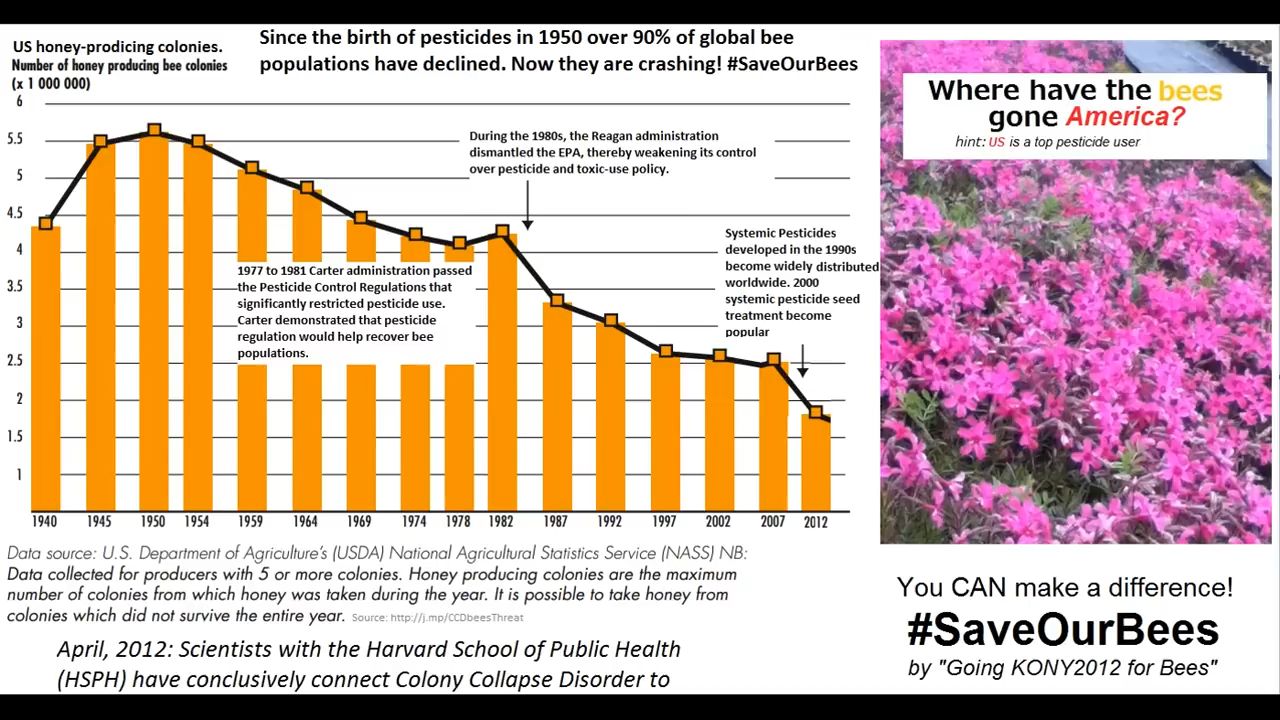 US honey-prodicing colonies.
Number of honey producing bee colonies
(x 1 000 000)
Since the birth of pesticides in 1950 over 90% of global bee
populations have declined. Now they are crashing! #SaveOurBees
6
5.5
5
4.5
4
3.5
3
2.5
2
1.5
1
During the 1980s, the Reagan administration
dismantled the EPA, thereby weakening its control
over pesticide and toxic-use policy.
Systemic Pesticides
developed in the 1990s
become widely distributed
worldwide. 2000
systemic pesticide seed
treatment become
popular
1977 to 1981 Carter administration passed
the Pesticide Control Regulations that
significantly restricted pesticide use.
Carter demonstrated that pesticide
regulation would help recover bee
populations.
1940 1945 1950 1954 1959 1964 1969 1974 1978 1982 1987 1992 1997 2002 2007 2012
Data source: U.S. Department of Agriculture's (USDA) National Agricultural Statistics Service (NASS) NB:
Data collected for producers with 5 or more colonies. Honey producing colonies are the maximum
number of colonies from which honey was taken during the year. It is possible to take honey from
colonies which did not survive the entire year. Source: http://j.mp/CCDbeesThreat
April, 2012: Scientists with the Harvard School of Public Health
(HSPH) have conclusively connect Colony Collapse Disorder to
Where have the bees
gone America?
hint: US is a top pesticide user
You CAN make a difference!
#SaveOurBees
by "Going KONY2012 for Bees"